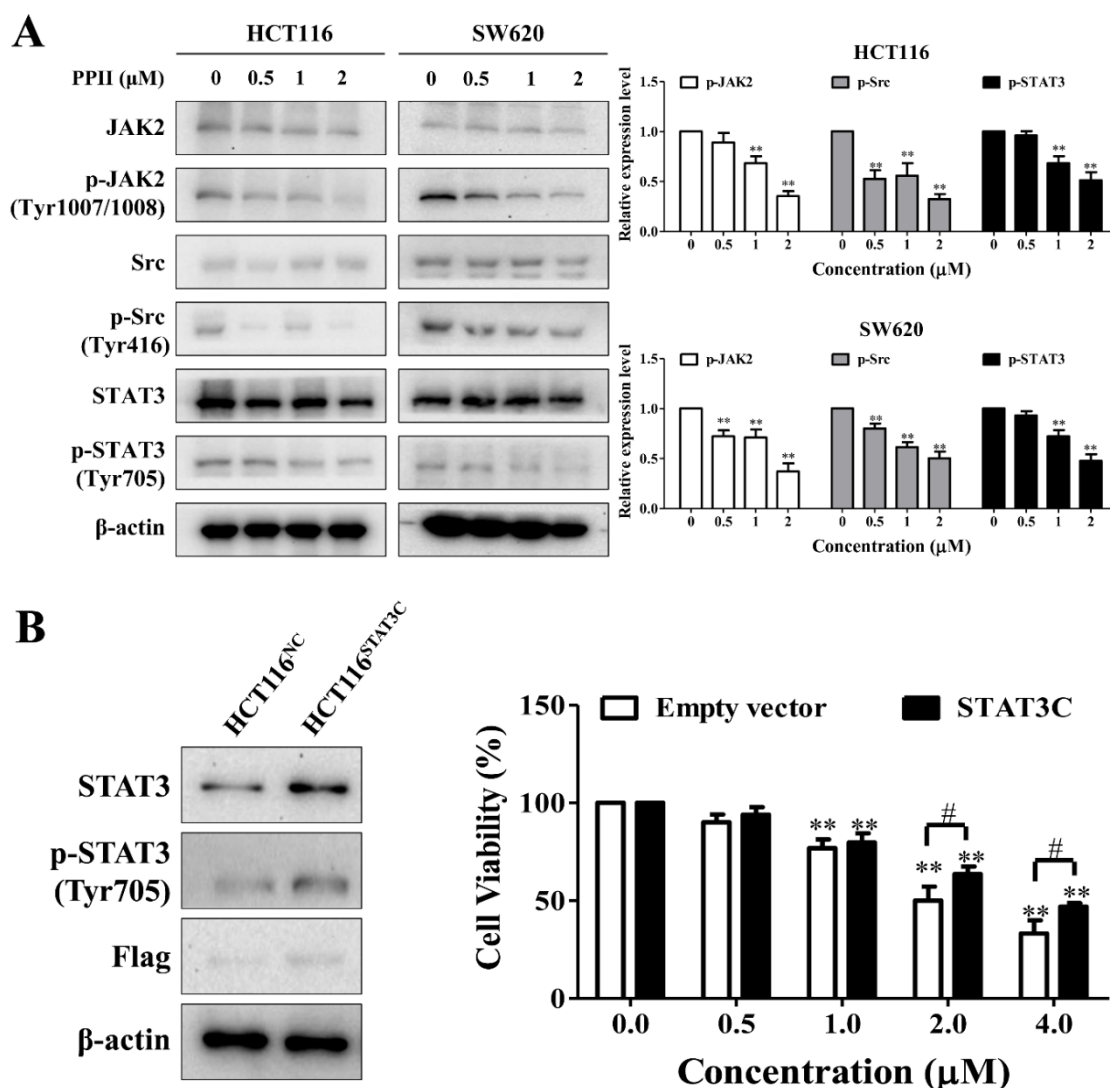 A
HCT116
SW620
PPII (μM)
0 0.5 1 2
0 0.5 1 2
JAK2
p-JAK2
(Tyr1007/1008)
Src
p-Src
(Tyr416)
STAT3
p-STAT3
(Tyr705)
β-actin
HCT116
p-JAK2
p-Src
p-STAT3
Relative expression level
1.5
1.0
0.5
0.0
** **
** ** **
** **
0 0.5 1 2
0 0.5 1 2
0 0.5 1 2
Concentration (μM)
SW620
p-JAK2
p-Src
p-STAT3
Relative expression level
1.5
1.0
0.5
0.0
** ** **
** ** **
** **
0 0.5 1 2
0 0.5 1 2
0 0.5 1 2
Concentration (μM)
B
HCT116NC
HCT116STAT3C
STAT3
p-STAT3
(Tyr705)
Flag
β-actin
Empty vector
STAT3C
Cell Viability (%)
150
100
50
0
** **
#
** **
#
** **
0.0 0.5 1.0 2.0 4.0
Concentration (μM)